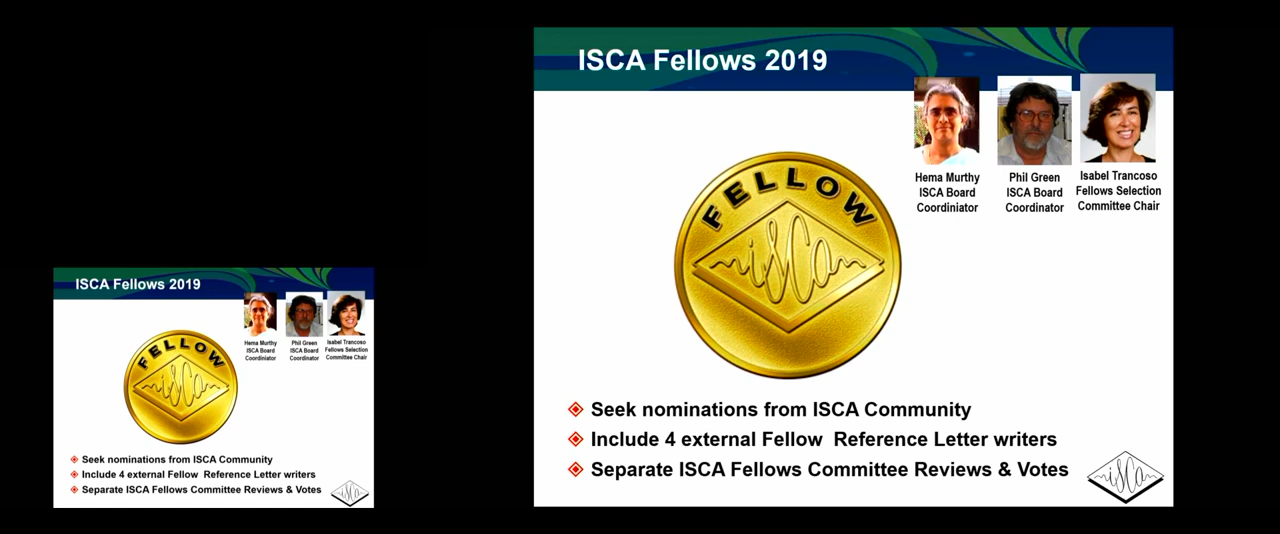 ISCA Fellows 2019
Hema Murthy
ISCA Board
Coordiniator
Phil Green
ISCA Board
Coordinator
Isabel Trancoso
Fellows Selection
Committee Chair
FELLOW
isca
Seek nominations from ISCA Community
Include 4 external Fellow  Reference Letter writers
Separate ISCA Fellows Committee Reviews & Votes
isca
ISCA Fellows 2019
Hema Murthy
ISCA Board
Coordiniator
Phil Green
ISCA Board
Coordinator
Isabel Trancoso
Fellows Selection
Committee Chair
FELLOW
isca
Seek nominations from ISCA Community
Include 4 external Fellow  Reference Letter writers
Separate ISCA Fellows Committee Reviews & Votes
isca